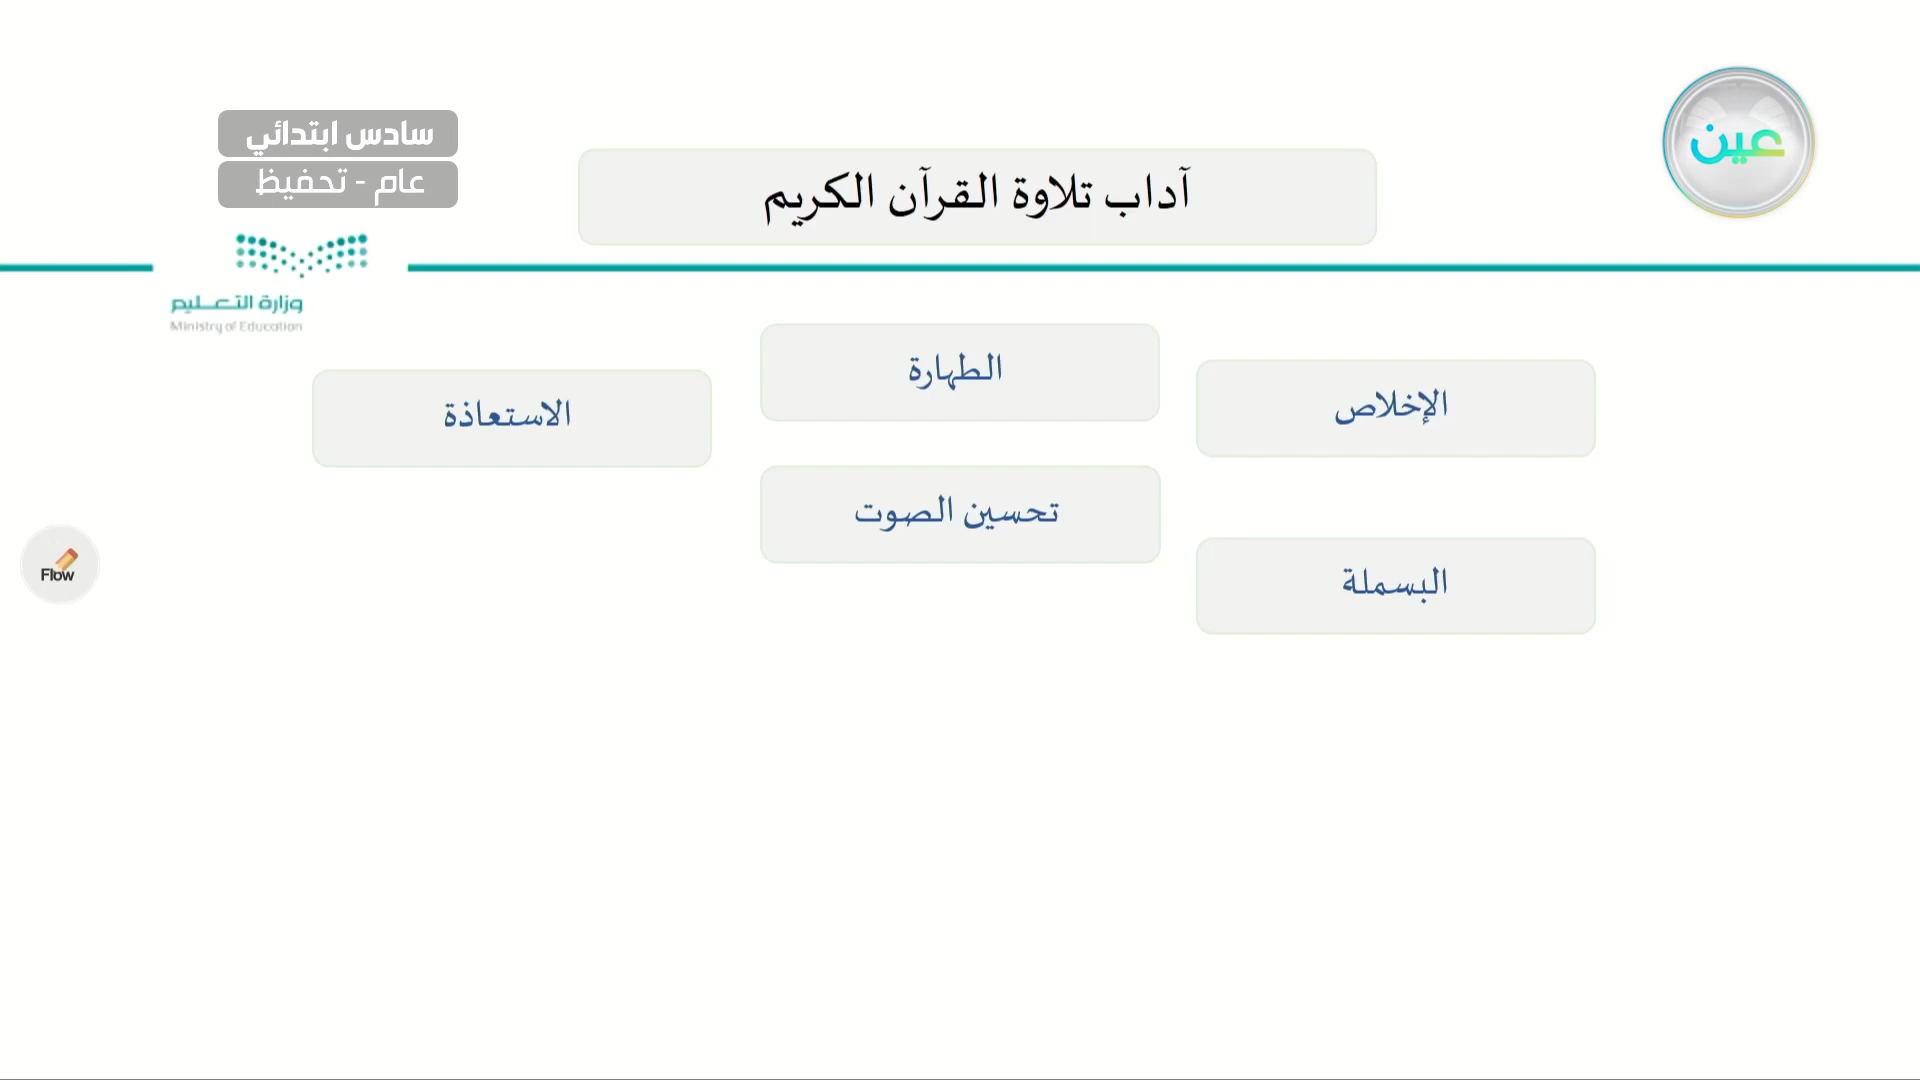 عين
سادس ابتدائي
عام - تحفيظ
آداب تلاوة القرآن الكريم
وزارة التعـــليم
Ministry of Education
الإخلاص
الطهارة
الاستعاذة
البسملة
تحسين الصوت
Flow